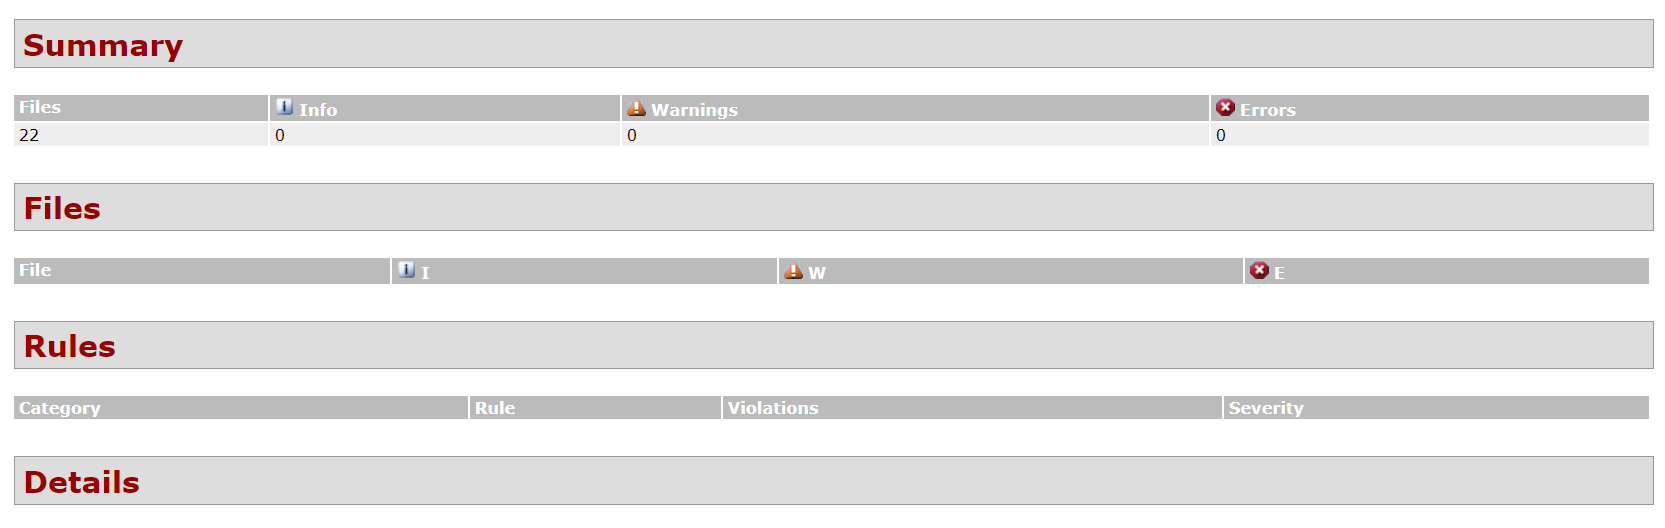 Summary
Files Info Warnings Errors
22 0 0 0
Files
File I W E
Rules
Category Rule Violations Severity
Details